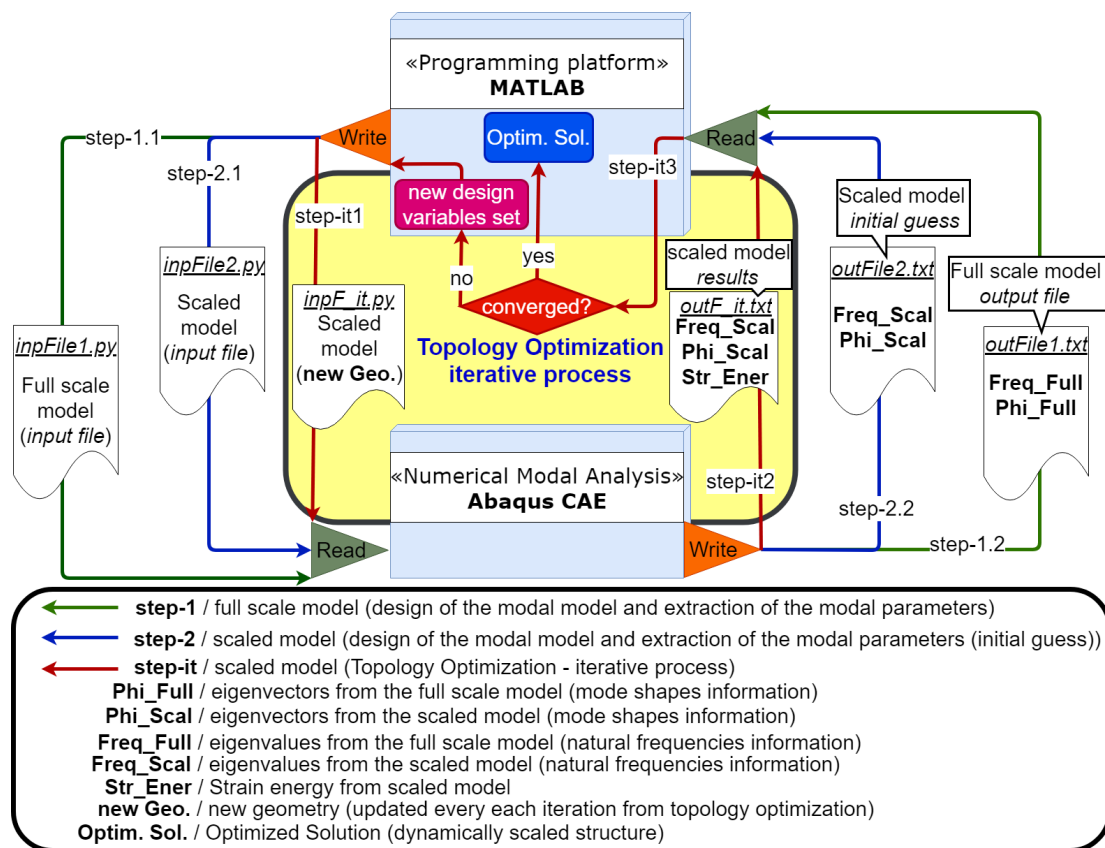 «Programming platform»
MATLAB
Write
Optim. Sol.
Read
step-1.1
step-2.1
step-it1
step-it3
new design
variables set
no
yes
converged?
Topology Optimization
iterative process
Scaled model
initial guess
scaled model
results
Full scale model
output file
inpFile1.py
Full scale
model
(input file)
inpFile2.py
Scaled
model
(input file)
inpF_it.py
Scaled
model
(new Geo.)
outF_it.txt
Freq_Scal
Phi_Scal
Str_Ener
outFile2.txt
Freq_Scal
Phi_Scal
outFile1.txt
Freq_Full
Phi_Full
«Numerical Modal Analysis»
Abaqus CAE
Read
Write
step-it2
step-2.2
step-1.2
step-1 / full scale model (design of the modal model and extraction of the modal parameters)
step-2 / scaled model (design of the modal model and extraction of the modal parameters (initial guess))
step-it / scaled model (Topology Optimization - iterative process)
Phi_Full / eigenvectors from the full scale model (mode shapes information)
Phi_Scal / eigenvectors from the scaled model (mode shapes information)
Freq_Full / eigenvalues from the full scale model (natural frequencies information)
Freq_Scal / eigenvalues from the scaled model (natural frequencies information)
Str_Ener / Strain energy from scaled model
new Geo. / new geometry (updated every each iteration from topology optimization)
Optim. Sol. / Optimized Solution (dynamically scaled structure)